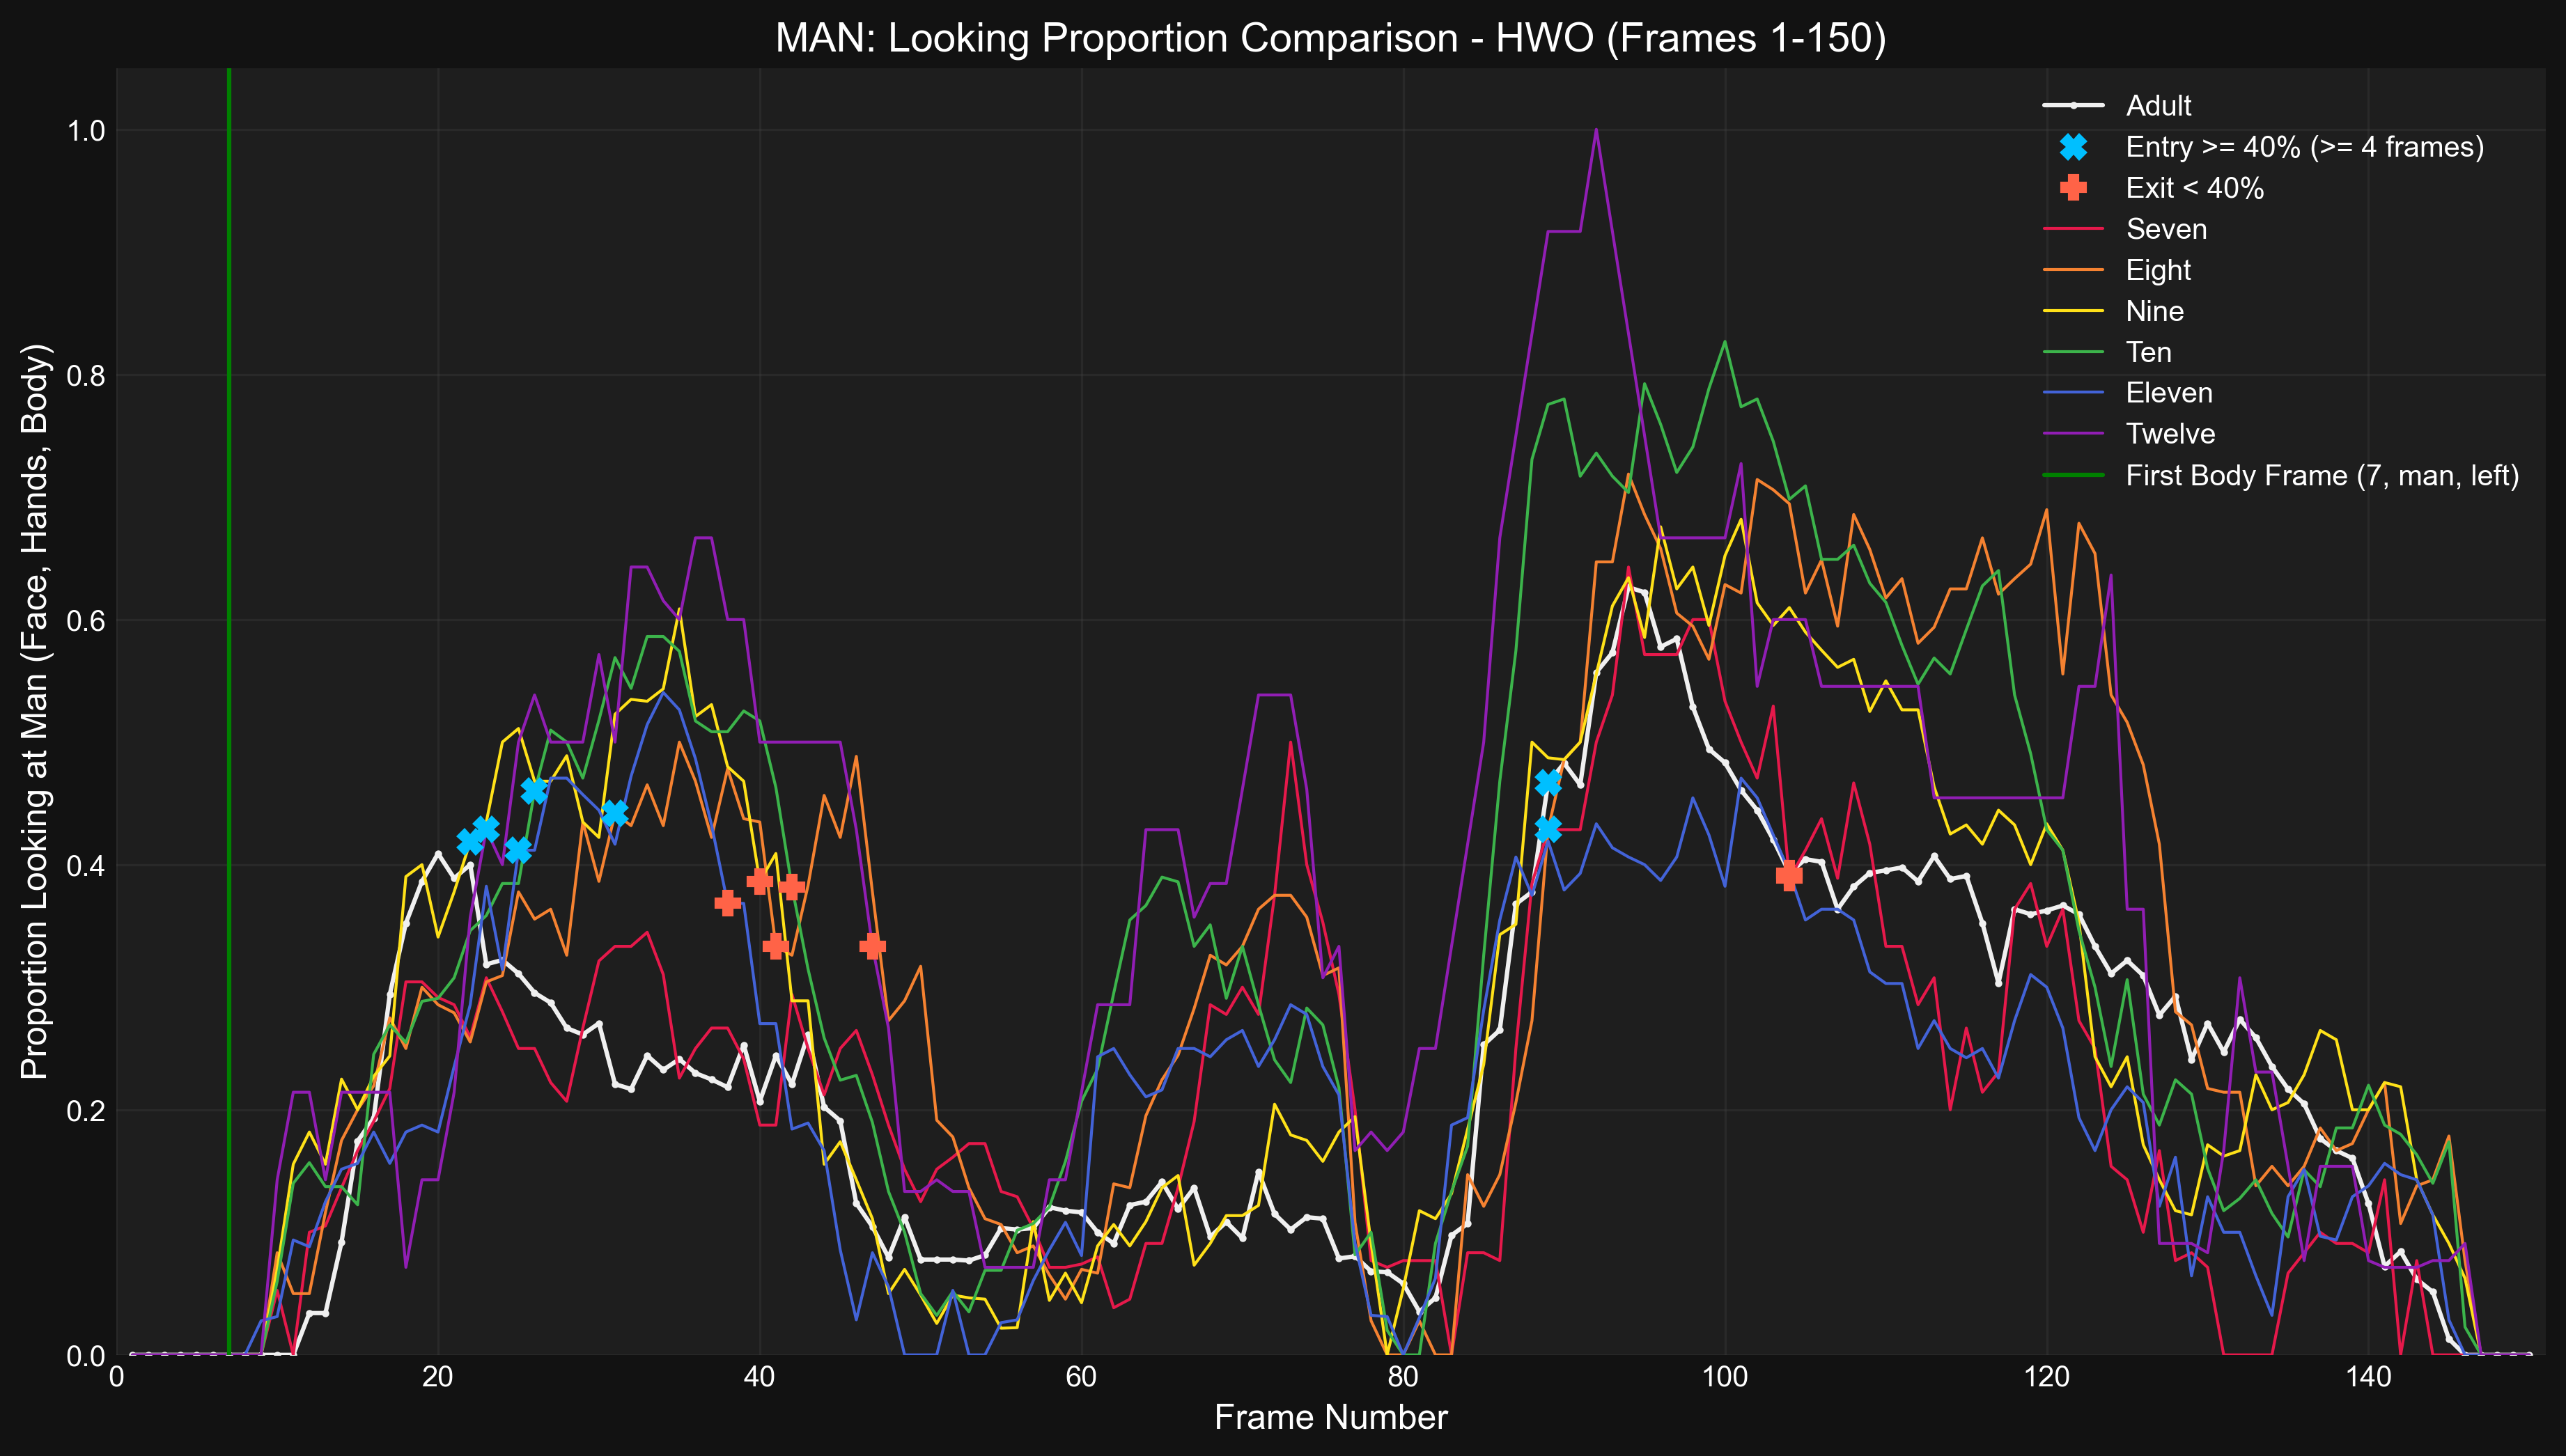 MAN: Looking Proportion Comparison - HWO (Frames 1-150)
Adult
Entry >= 40% (>= 4 frames)
Exit < 40%
Seven
Eight
Nine
Ten
Eleven
Twelve
First Body Frame (7, man, left)
Proportion Looking at Man (Face, Hands, Body)
1.0
0.8
0.6
0.4
0.2
0.0
0 20 40 60 80 100 120 140
Frame Number